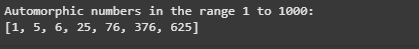 Automorphic numbers in the range 1 to 1000:
[1, 5, 6, 25, 76, 376, 625]